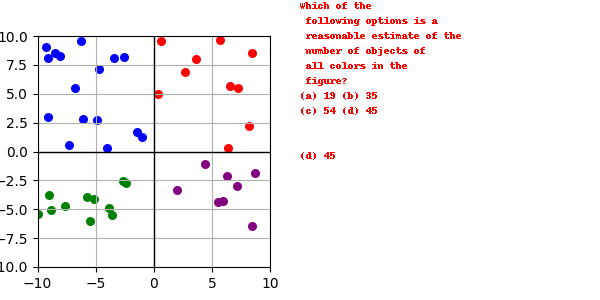 Which of the
following options is a
reasonable estimate of the
number of objects of
all colors in the
figure?
(a) 19 (b) 35
(c) 54 (d) 45
(d) 45
10.0
7.5
5.0
2.5
0.0
−2.5
−5.0
−7.5
10.0
−10 −5 0 5 10